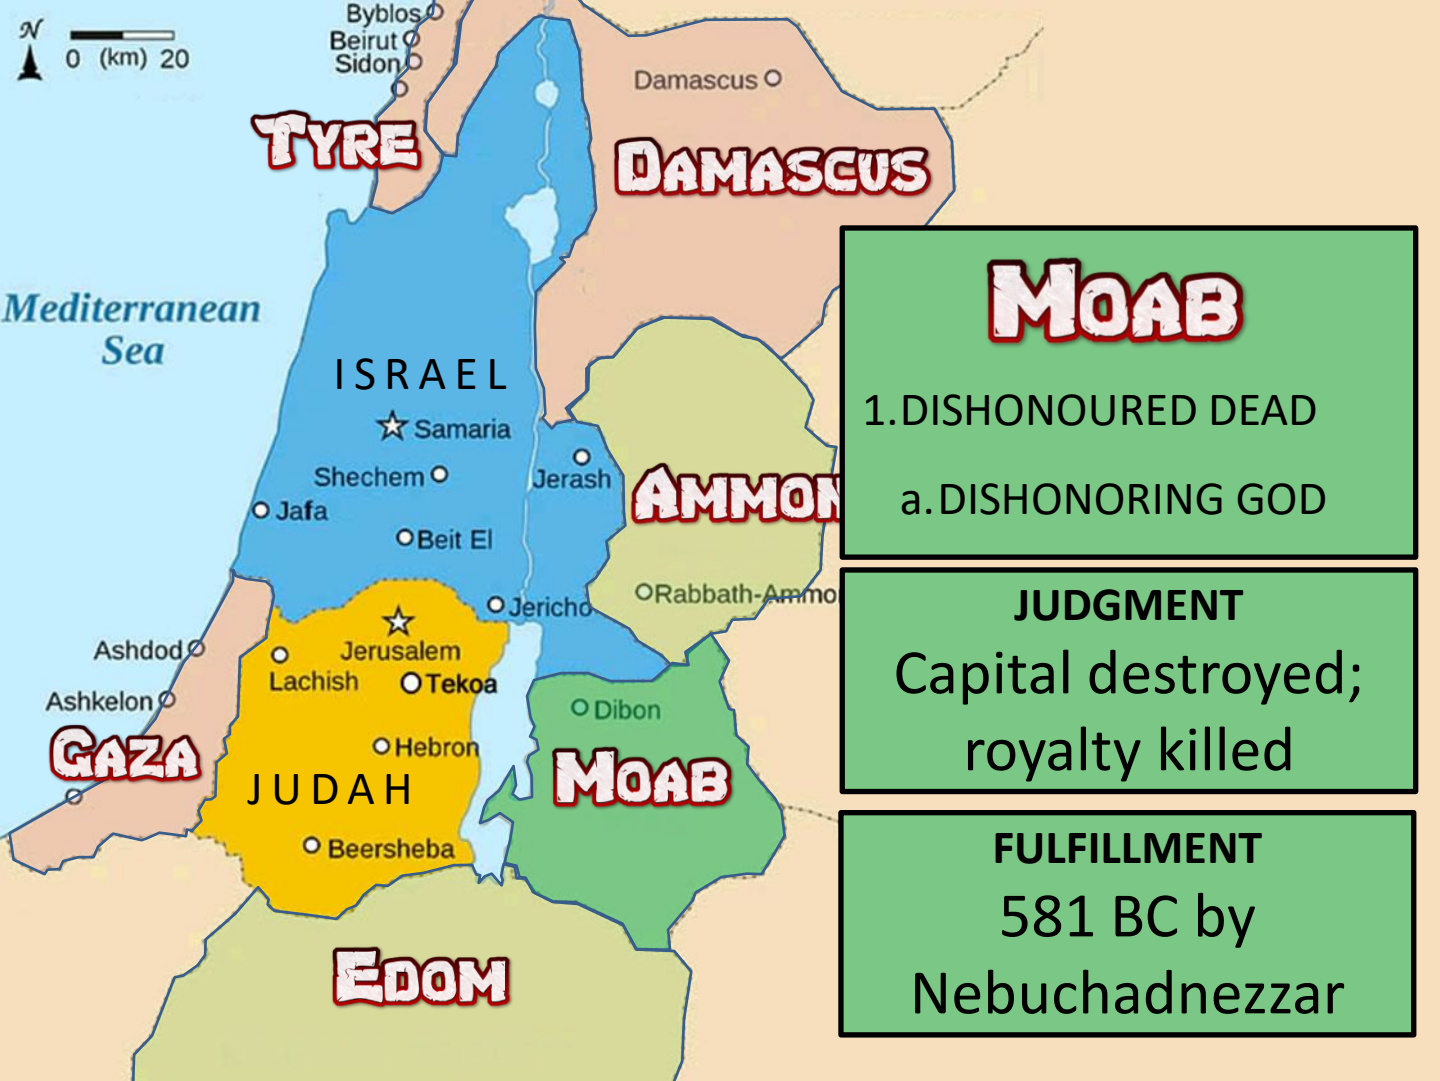 N
0 (km) 20
Byblos
Beirut
Sidon
TYRE
Damascus
DAMASCUS
Mediterranean
Sea
ISRAEL
Samaria
Shechem
Jerash
Jafa
Beit El
AMMON
Rabbath-Ammo
Jericho
Jerusalem
Lachish
Tekoa
Ashdod
Ashkelon
GAZA
Hebron
JUDAH
Beersheba
Dibon
MOAB
EDOM
MOAB
1.DISHONOURED DEAD
a.DISHONORING GOD
JUDGMENT
Capital destroyed;
royalty killed
FULFILLMENT
581 BC by
Nebuchadnezzar